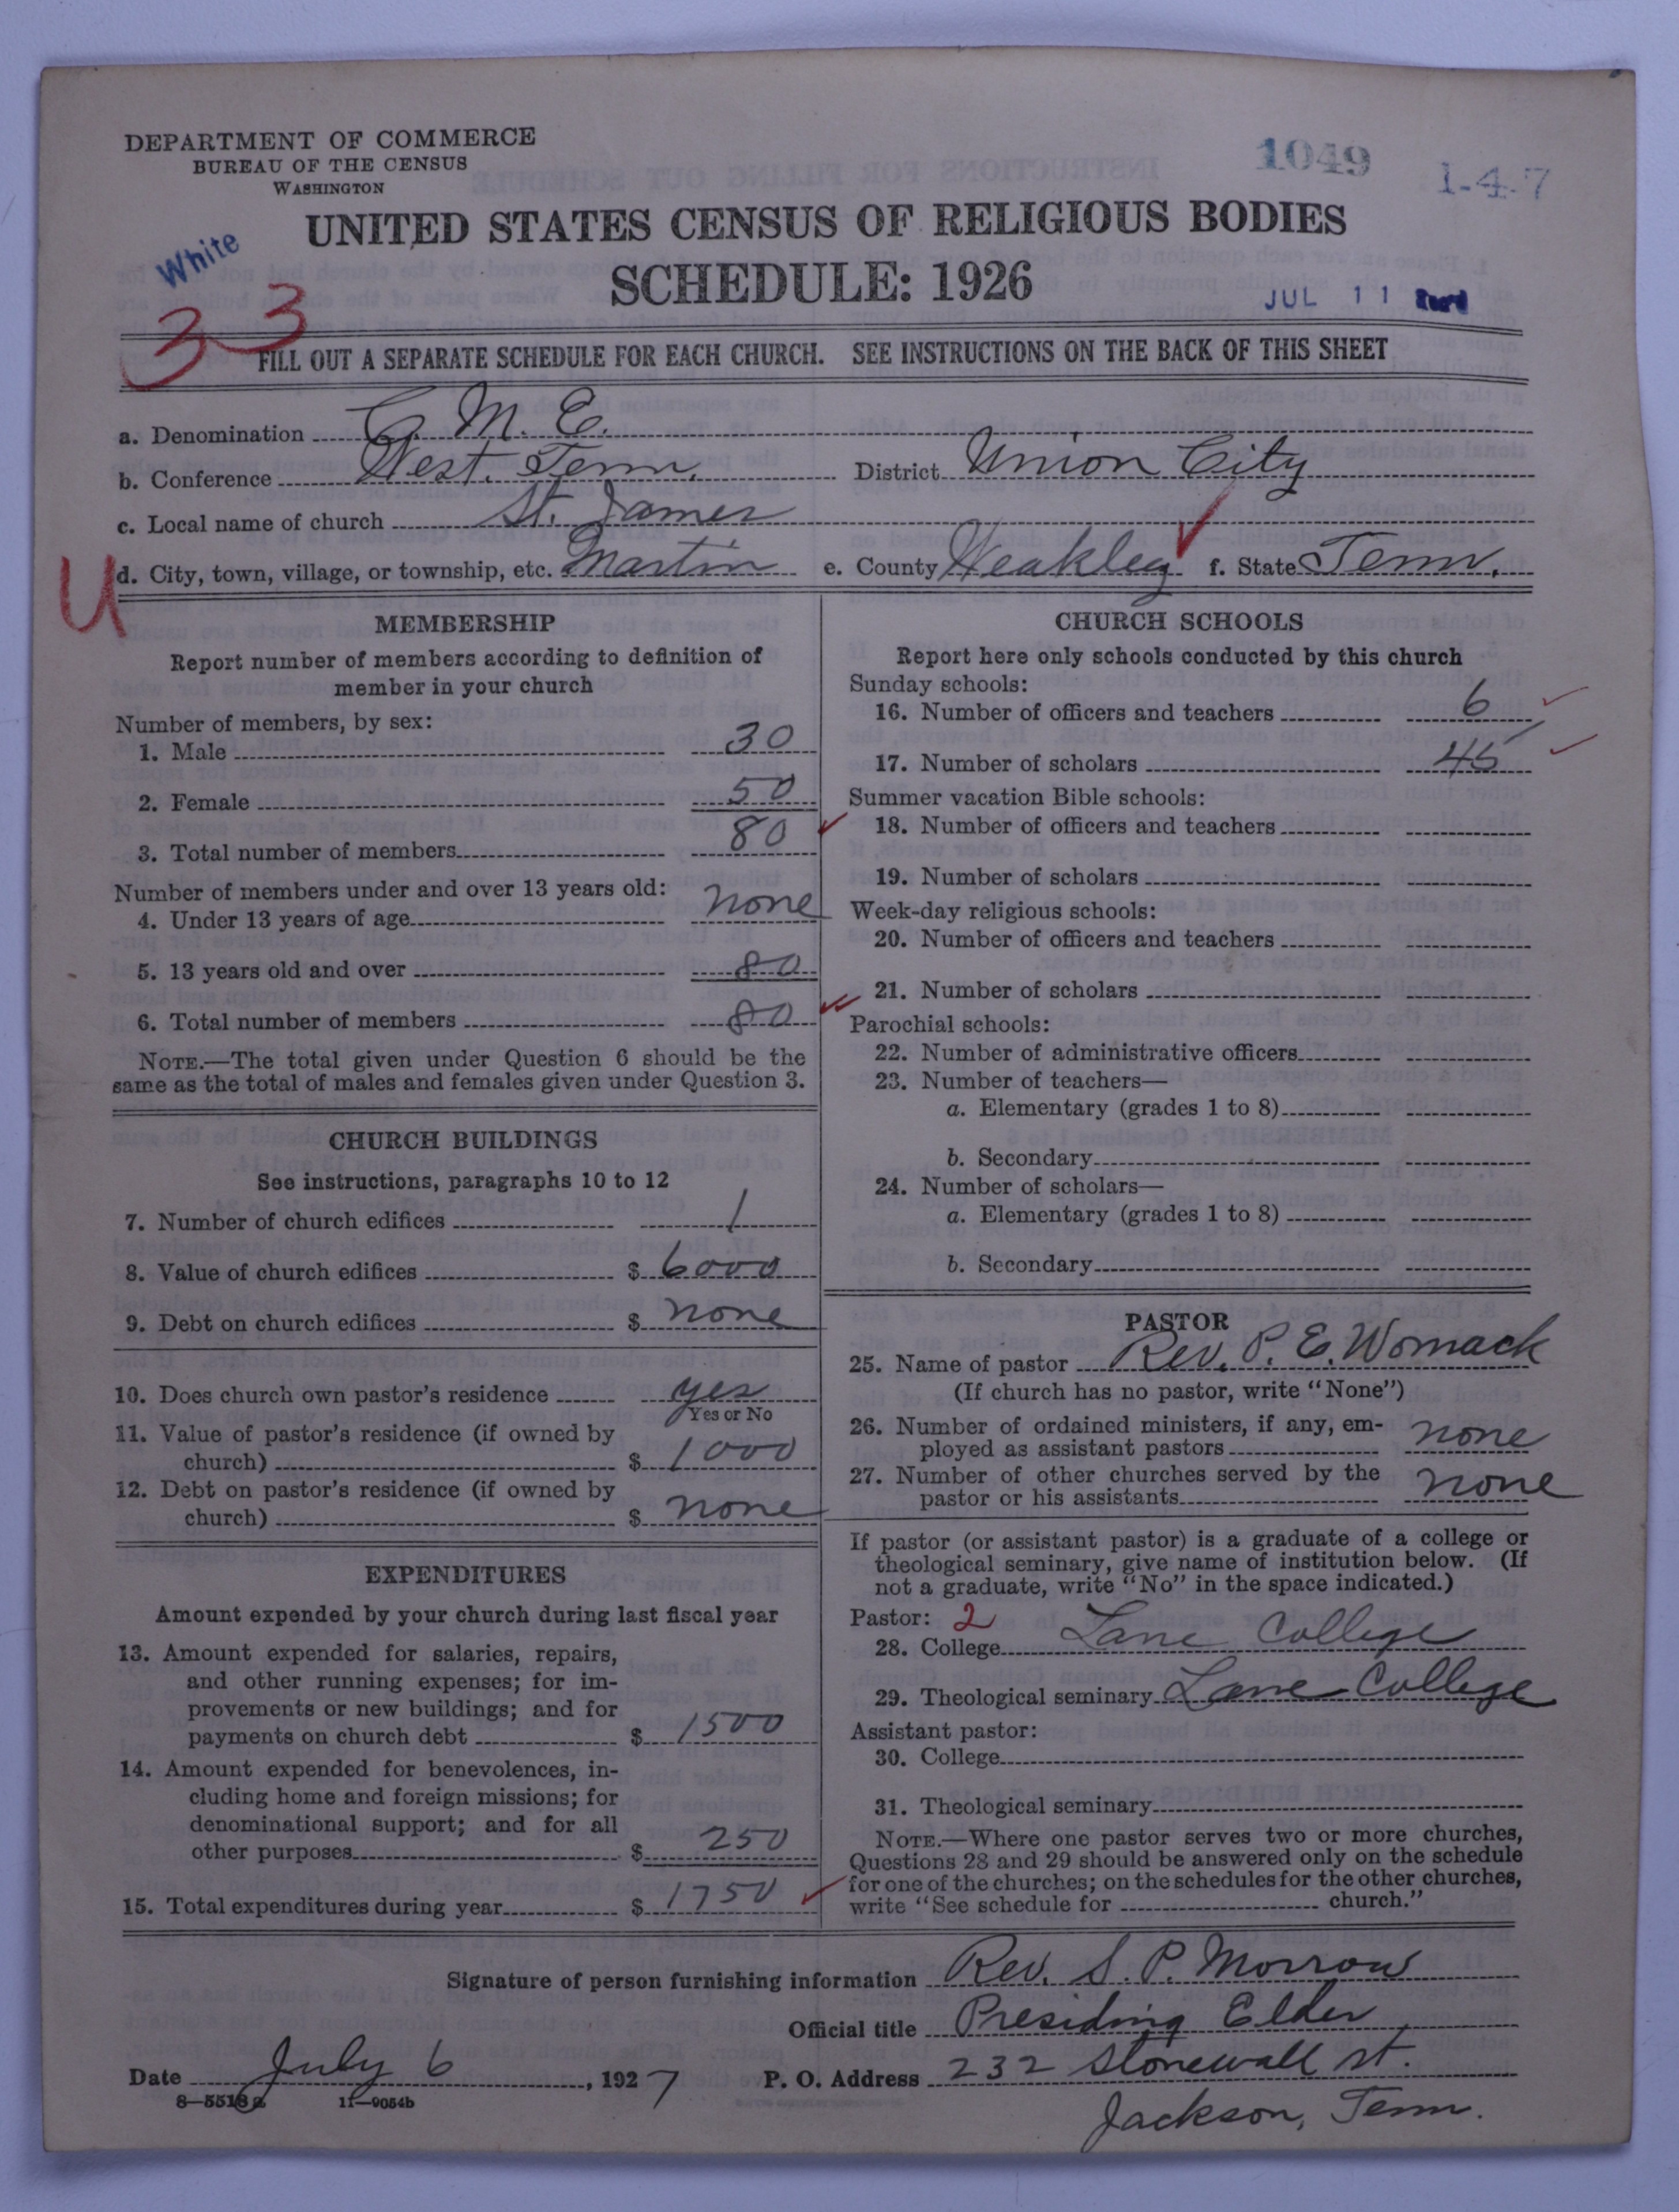 DEPARTMENT OF COMMERCE
BUREAU OF THE CENSUS
WASHINGTON
1049
1-4-7
UNITED STATES CENSUS OF RELIGIOUS BODIES
White
SCHEDULE: 1926
JUL 11
33
FILL OUT A SEPARATE SCHEDULE FOR EACH CHURCH. SEE INSTRUCTIONS ON THE BACK OF THIS SHEET
a. Denomination C. M. E.
b. Conference West. Tenn. District Union City
c. Local name of church St. James
U
d. City, town, village, or township, etc. Martin e. County Weakley f. State Tenn.
MEMBERSHIP
Report number of members according to definition of
member in your church
Number of members, by sex:
1. Male 30
2. Female 50
3. Total number of members 80
Number of members under and over 13 years old:
4. Under 13 years of age none
5. 13 years old and over 80
6. Total number of members 80
NOTE.—The total given under Question 6 should be the
same as the total of males and females given under Question 3.
CHURCH BUILDINGS
See instructions, paragraphs 10 to 12
7. Number of church edifices 1
8. Value of church edifices $ 6000
9. Debt on church edifices $ none
10. Does church own pastor's residence yes
Yes or No
11. Value of pastor's residence (if owned by
church) $ 1000
12. Debt on pastor's residence (if owned by
church) $ none
EXPENDITURES
Amount expended by your church during last fiscal year
13. Amount expended for salaries, repairs,
and other running expenses; for im-
provements or new buildings; and for
payments on church debt $ 1500
14. Amount expended for benevolences, in-
cluding home and foreign missions; for
denominational support; and for all
other purposes $ 250
15. Total expenditures during year $ 1750
CHURCH SCHOOLS
Report here only schools conducted by this church
Sunday schools:
16. Number of officers and teachers 6
17. Number of scholars 45
Summer vacation Bible schools:
18. Number of officers and teachers
19. Number of scholars
Week-day religious schools:
20. Number of officers and teachers
21. Number of scholars
Parochial schools:
22. Number of administrative officers
23. Number of teachers—
a. Elementary (grades 1 to 8)
b. Secondary
24. Number of scholars—
a. Elementary (grades 1 to 8)
b. Secondary
PASTOR
25. Name of pastor Rev. P. E. Womack
(If church has no pastor, write "None")
26. Number of ordained ministers, if any, em-
ployed as assistant pastors none
27. Number of other churches served by the
pastor or his assistants none
If pastor (or assistant pastor) is a graduate of a college or
theological seminary, give name of institution below. (If
not a graduate, write "No" in the space indicated.)
Pastor: 2
28. College Lane College
29. Theological seminary Lane College
Assistant pastor:
30. College
31. Theological seminary
NOTE.—Where one pastor serves two or more churches,
Questions 28 and 29 should be answered only on the schedule
for one of the churches; on the schedules for the other churches,
write "See schedule for church."
Signature of person furnishing information Rev. S. P. Morrow
Official title Presiding Elder
Date July 6, 1927 P. O. Address 232 Stonewall st.
8—5518a 11—9054b
Jackson, Tenn.